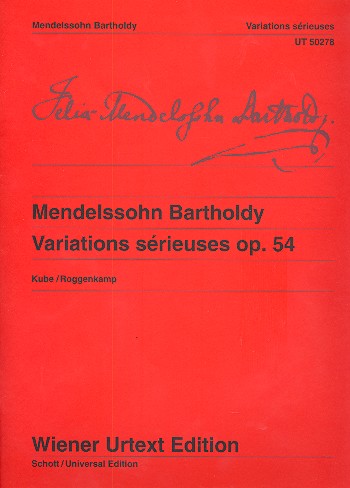 Mendelssohn Bartholdy Variations sérieuses
UT 50278
Felix Mendelssohn Bartholdy.
Mendelssohn Bartholdy
Variations sérieuses op. 54
Kube/Roggenkamp
Wiener Urtext Edition
Schott/Universal Edition